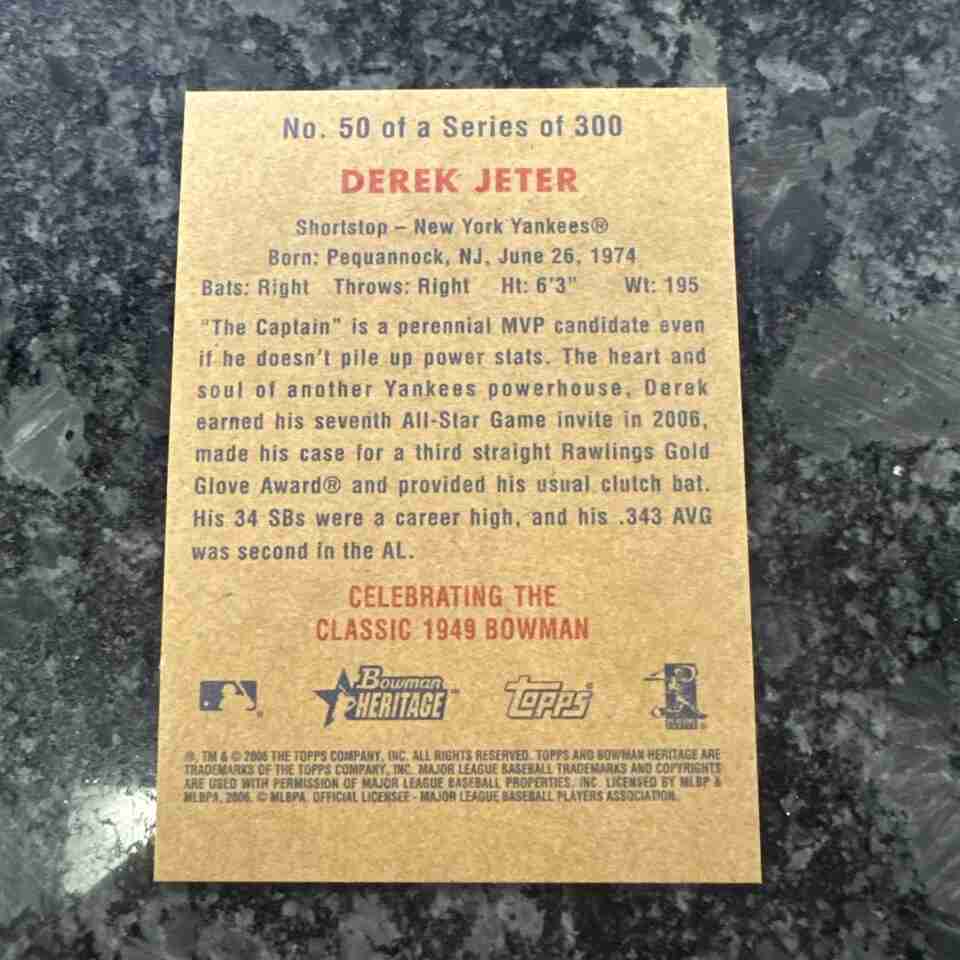 No. 50 of a Series of 300
DEREK JETER
Shortstop – New York Yankees®
Born: Pequannock, NJ, June 26, 1974
Bats: Right Throws: Right Ht: 6'3" Wt: 195
"The Captain" is a perennial MVP candidate even
if he doesn't pile up power stats. The heart and
soul of another Yankees powerhouse, Derek
earned his seventh All-Star Game invite in 2006,
made his case for a third straight Rawlings Gold
Glove Award® and provided his usual clutch bat.
His 34 SBs were a career high, and his .343 AVG
was second in the AL.
CELEBRATING THE
CLASSIC 1949 BOWMAN
Bowman HERITAGE™ Topps®
®, TM & © 2006 THE TOPPS COMPANY, INC. ALL RIGHTS RESERVED. TOPPS AND BOWMAN HERITAGE ARE
TRADEMARKS OF THE TOPPS COMPANY, INC. MAJOR LEAGUE BASEBALL TRADEMARKS AND COPYRIGHTS
ARE USED WITH PERMISSION OF MAJOR LEAGUE BASEBALL PROPERTIES, INC. LICENSED BY MLBP &
MLBPA, 2006. © MLBPA. OFFICIAL LICENSEE - MAJOR LEAGUE BASEBALL PLAYERS ASSOCIATION.